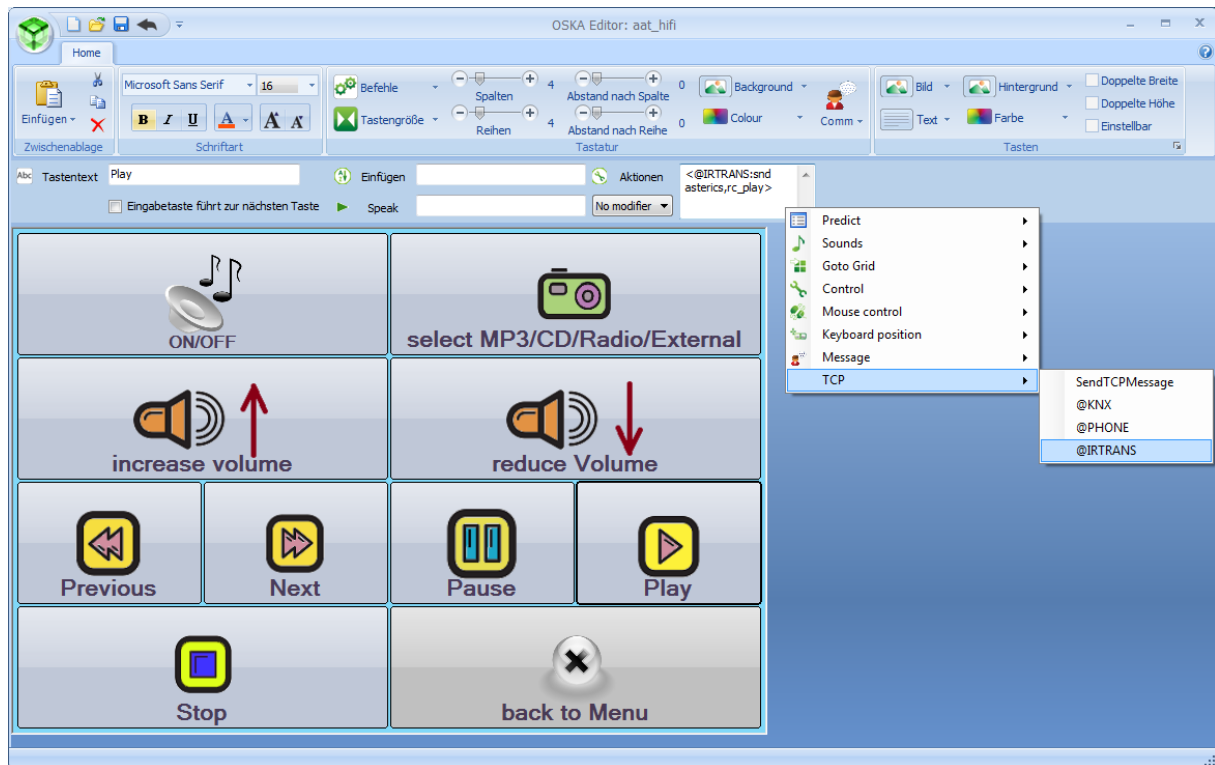 OSKA Editor: aat_hifi
Home
Einfügen
Zwischenablage
Microsoft Sans Serif 16
B I U A A A
Schriftart
Befehle
Tastengröße
Spalten 4
Reihen 4
Abstand nach Spalte 0
Abstand nach Reihe 0
Background
Colour
Comm
Tastatur
Bild
Text
Hintergrund
Farbe
Doppelte Breite
Doppelte Höhe
Einstellbar
Tasten
Abc Tastentext Play
Eingabetaste führt zur nächsten Taste
Einfügen
Speak
Aktionen
No modifier
<@IRTRANS:snd
asterics,rc_play>
Predict
Sounds
Goto Grid
Control
Mouse control
Keyboard position
Message
TCP
SendTCPMessage
@KNX
@PHONE
@IRTRANS
ON/OFF
select MP3/CD/Radio/External
increase volume
reduce Volume
Previous
Next
Pause
Play
Stop
back to Menu